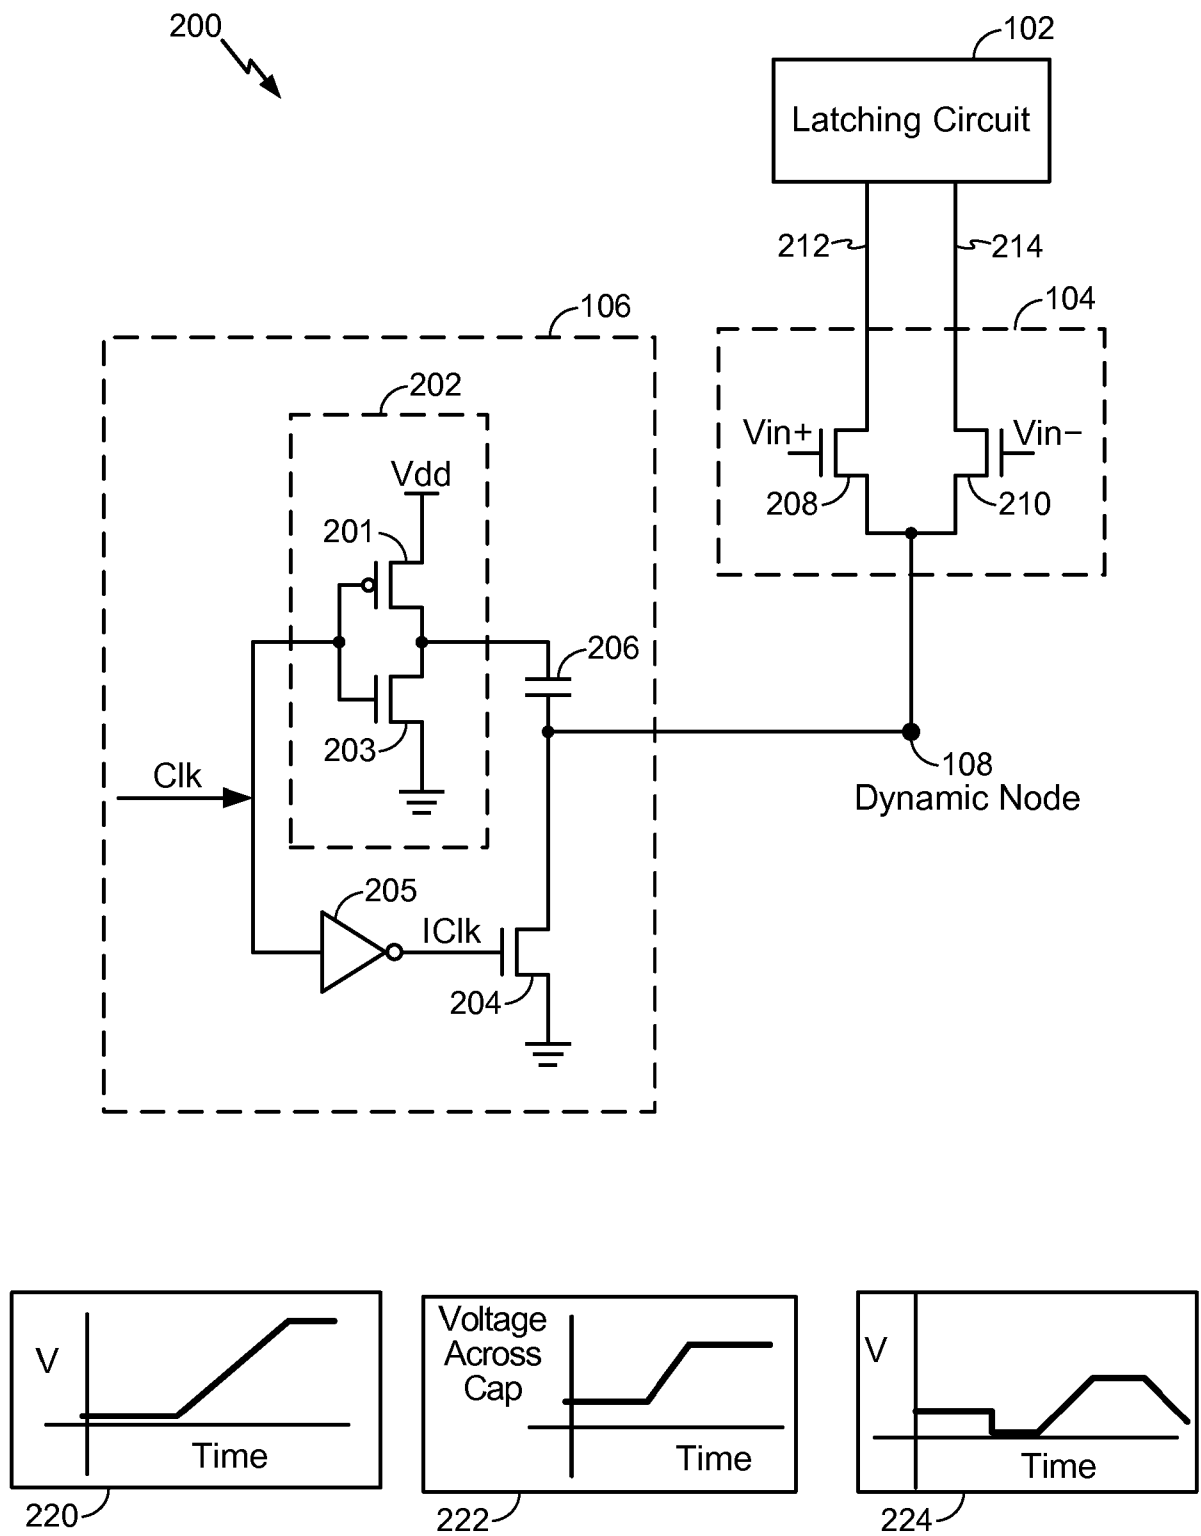 200
102
Latching Circuit
212
214
106
104
202
Vin+
Vin−
Vdd
208
210
201
206
203
Clk
108
Dynamic Node
205
IClk
204
V
Time
220
Voltage
Across
Cap
Time
222
V
Time
224